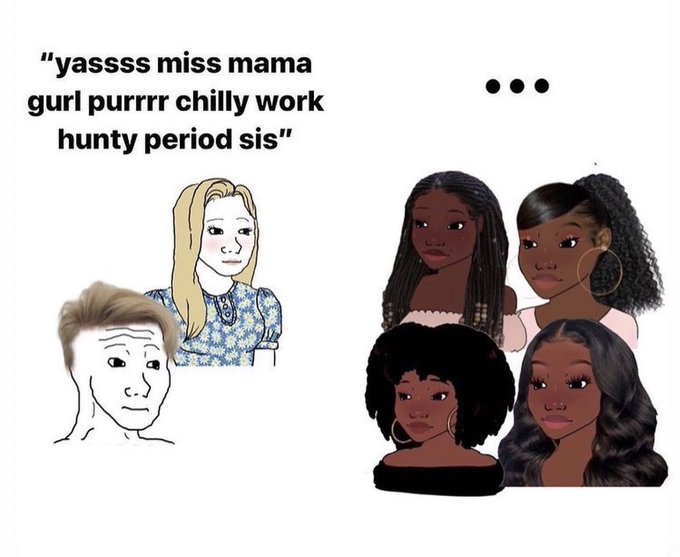 "yassss miss mama
gurl purrrr chilly work
hunty period sis"
...